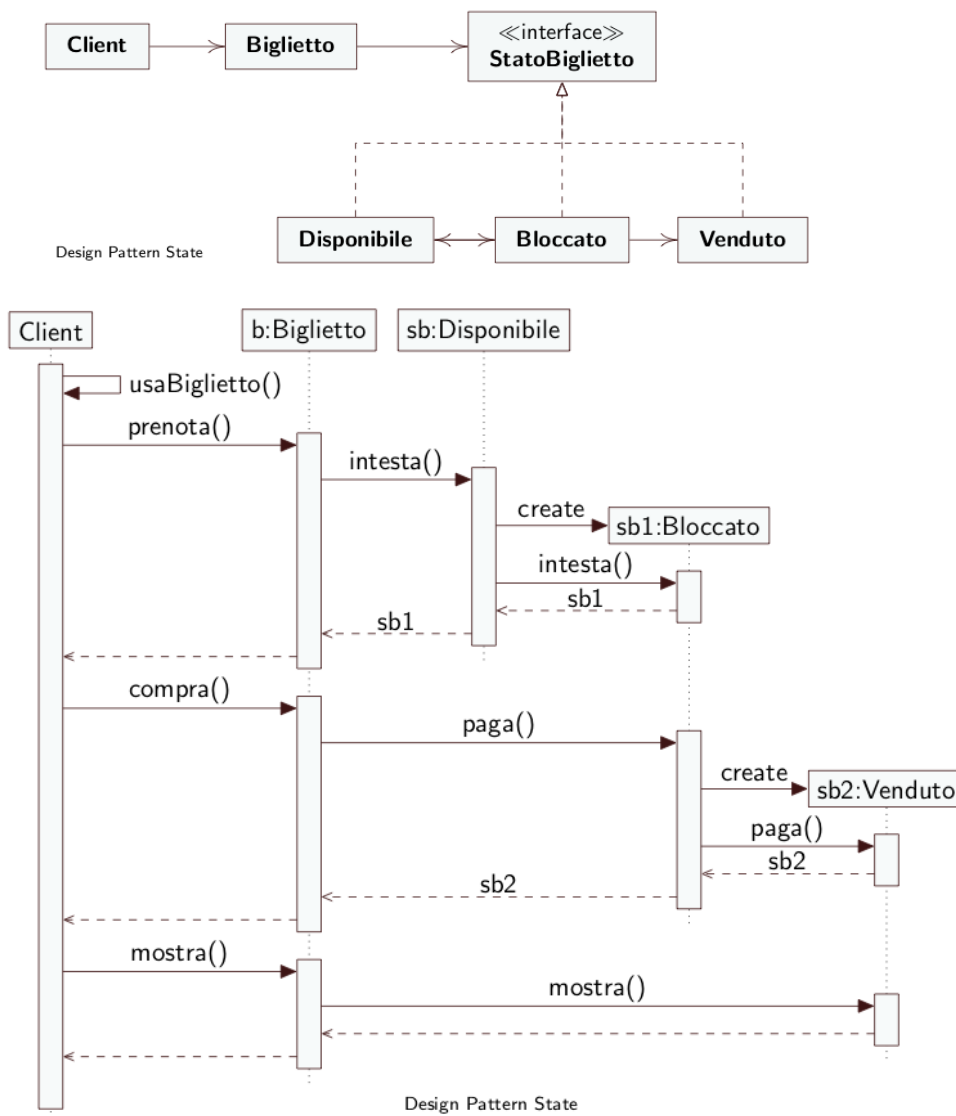 Client
Biglietto
≪interface≫
StatoBiglietto
Disponibile
Bloccato
Venduto
Design Pattern State
Client
b:Biglietto
sb:Disponibile
usaBiglietto()
prenota()
intesta()
create
sb1:Bloccato
intesta()
sb1
sb1
compra()
paga()
create
sb2:Venduto
paga()
sb2
sb2
mostra()
mostra()
Design Pattern State